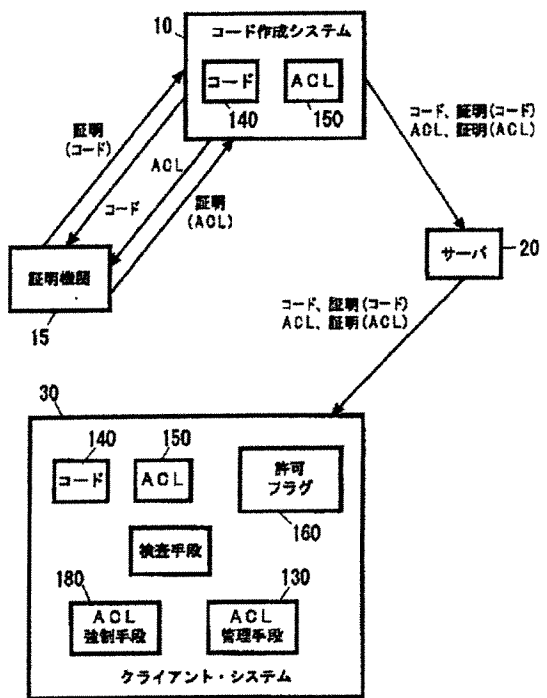 10
コード作成システム
コード
ACL
140
150
証明
(コード)
コード
ACL
証明
(ACL)
コード、証明(コード)
ACL、証明(ACL)
証明機関
15
サーバ
20
コード、証明(コード)
ACL、証明(ACL)
30
140
150
コード
ACL
許可
フラグ
160
検査手段
180
130
ACL
強制手段
ACL
管理手段
クライアント・システム